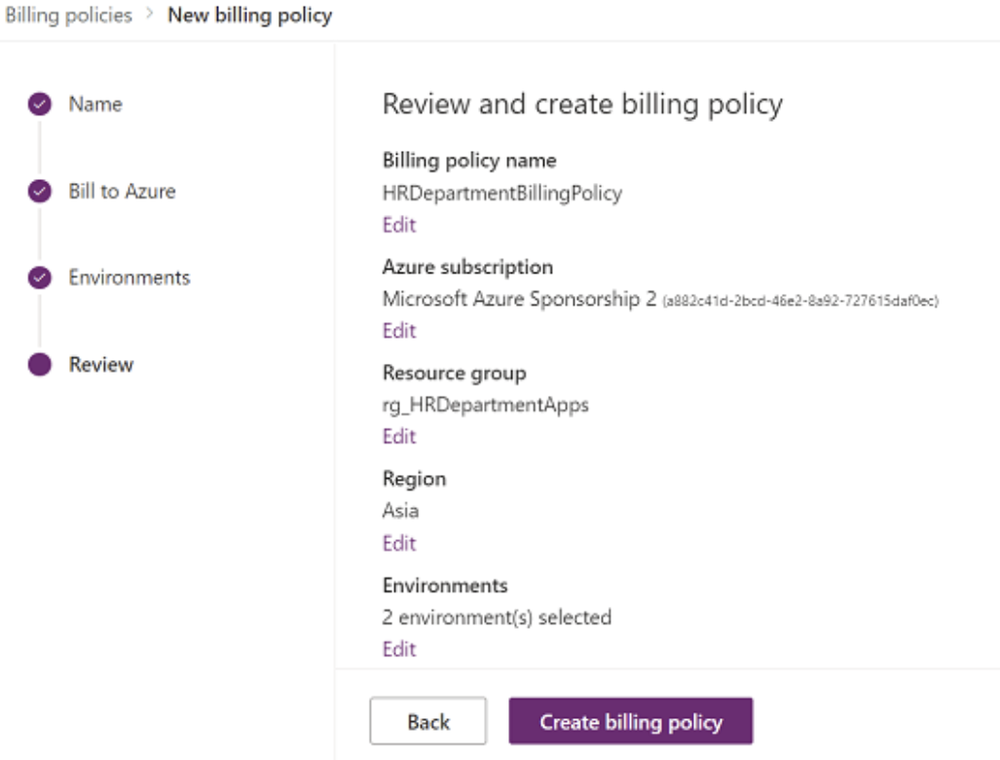 Billing policies > New billing policy
Name
Bill to Azure
Environments
Review
Review and create billing policy
Billing policy name
HRDepartmentBillingPolicy
Edit
Azure subscription
Microsoft Azure Sponsorship 2 (a882c41d-2bcd-46e2-8a92-727615daf0ec)
Edit
Resource group
rg_HRDepartmentApps
Edit
Region
Asia
Edit
Environments
2 environment(s) selected
Edit
Back
Create billing policy